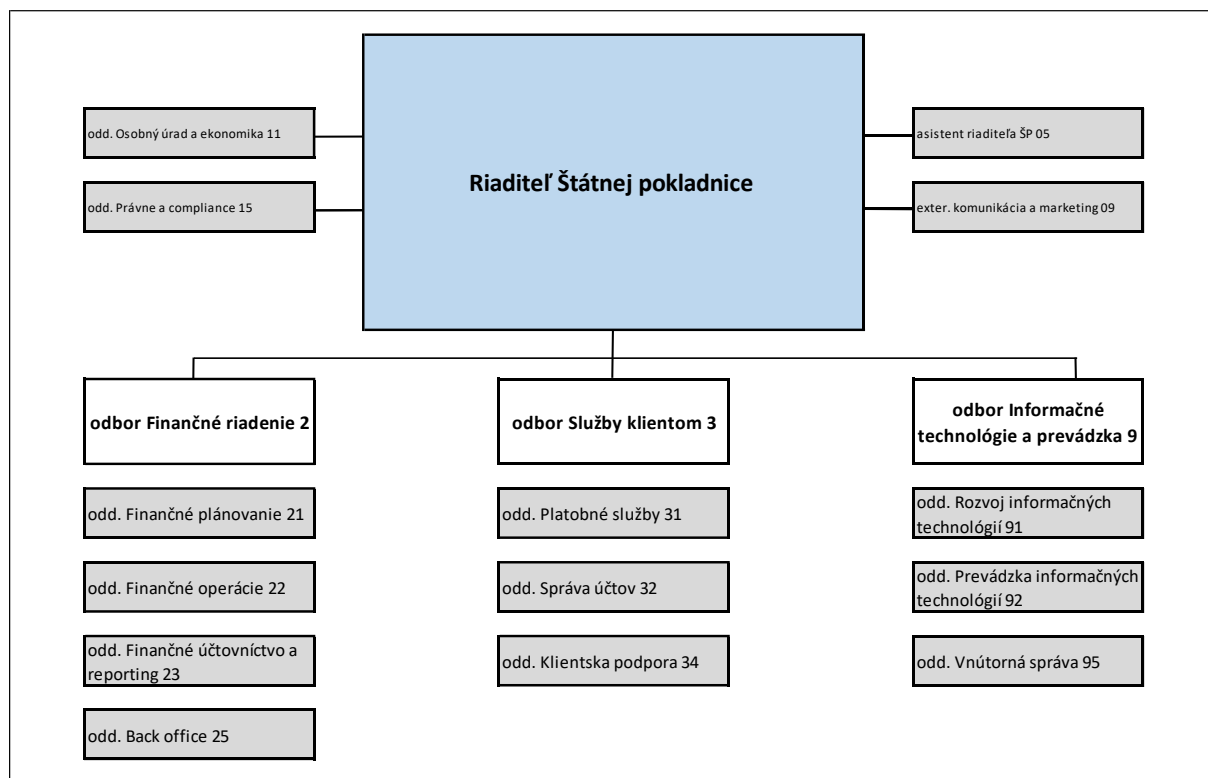 odd. Osobný úrad a ekonomika 11
asistent riaditeľa ŠP 05
Riaditeľ Štátnej pokladnice
odd. Právne a compliance 15
exter. komunikácia a marketing 09
odbor Finančné riadenie 2
odbor Služby klientom 3
odbor Informačné
technológie a prevádzka 9
odd. Finančné plánovanie 21
odd. Platobné služby 31
odd. Rozvoj informačných
technológií 91
odd. Finančné operácie 22
odd. Správa účtov 32
odd. Prevádzka informačných
technológií 92
odd. Finančné účtovníctvo a
reporting 23
odd. Klientska podpora 34
odd. Vnútorná správa 95
odd. Back office 25